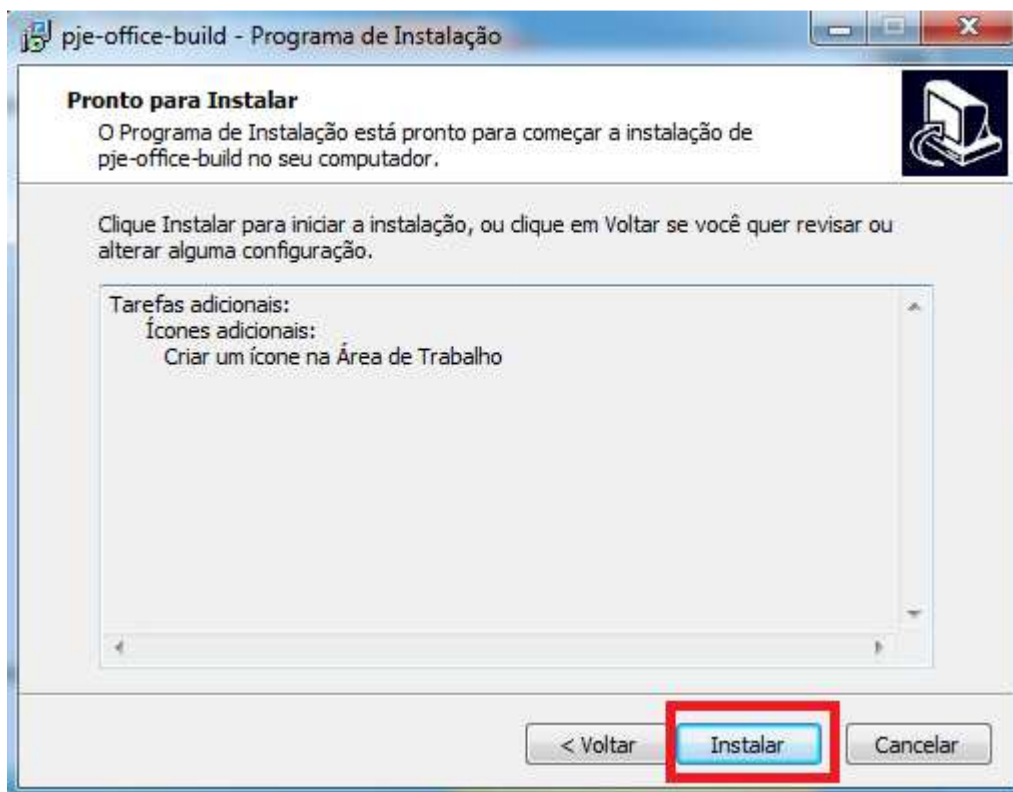 pje-office-build - Programa de Instalação
Pronto para Instalar
O Programa de Instalação está pronto para começar a instalação de
pje-office-build no seu computador.
Clique Instalar para iniciar a instalação, ou clique em Voltar se você quer revisar ou
alterar alguma configuração.
Tarefas adicionais:
Ícones adicionais:
Criar um ícone na Área de Trabalho
< Voltar
Instalar
Cancelar